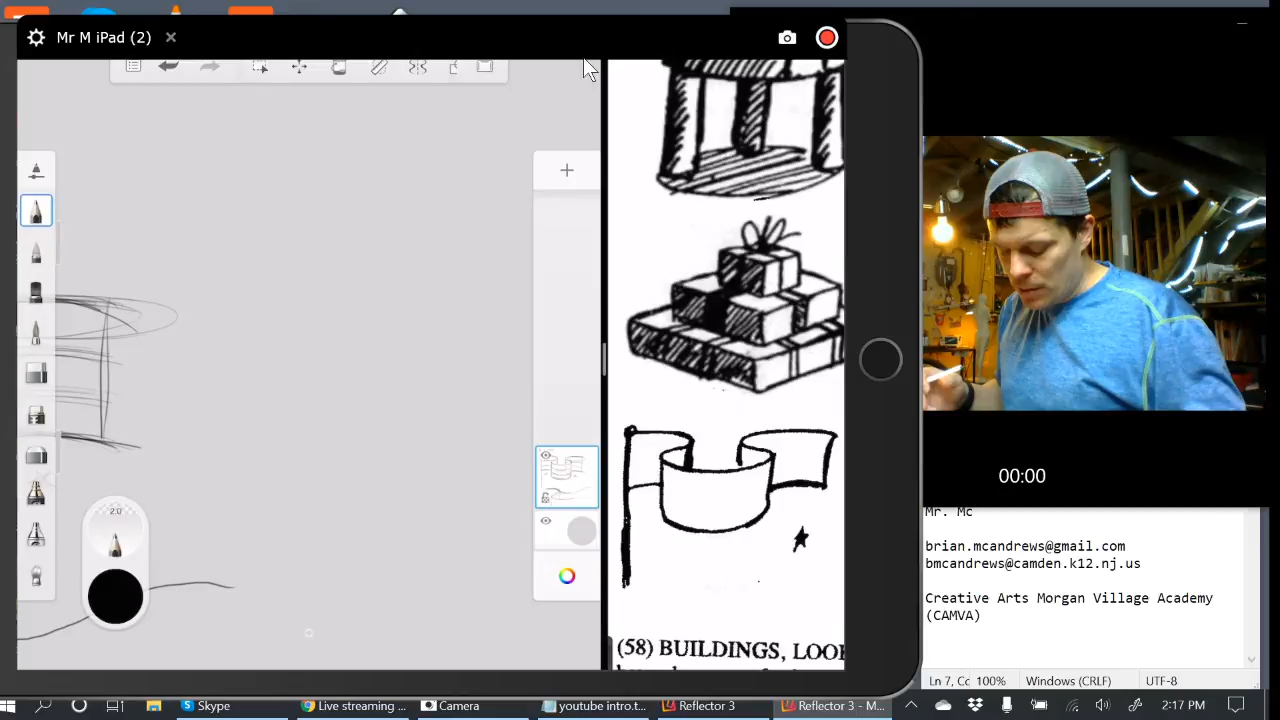 Mr M iPad (2)
2.0
(58) BUILDINGS, LOO
00:00
Mr. Mc
brian.mcandrews@gmail.com
bmcandrews@camden.k12.nj.us
Creative Arts Morgan Village Academy
(CAMVA)
Ln 7, Cc 100% Windows (CRLF) UTF-8
Skype Live streaming ... Camera youtube intro.t... Reflector 3 Reflector 3 - M... 2:17 PM